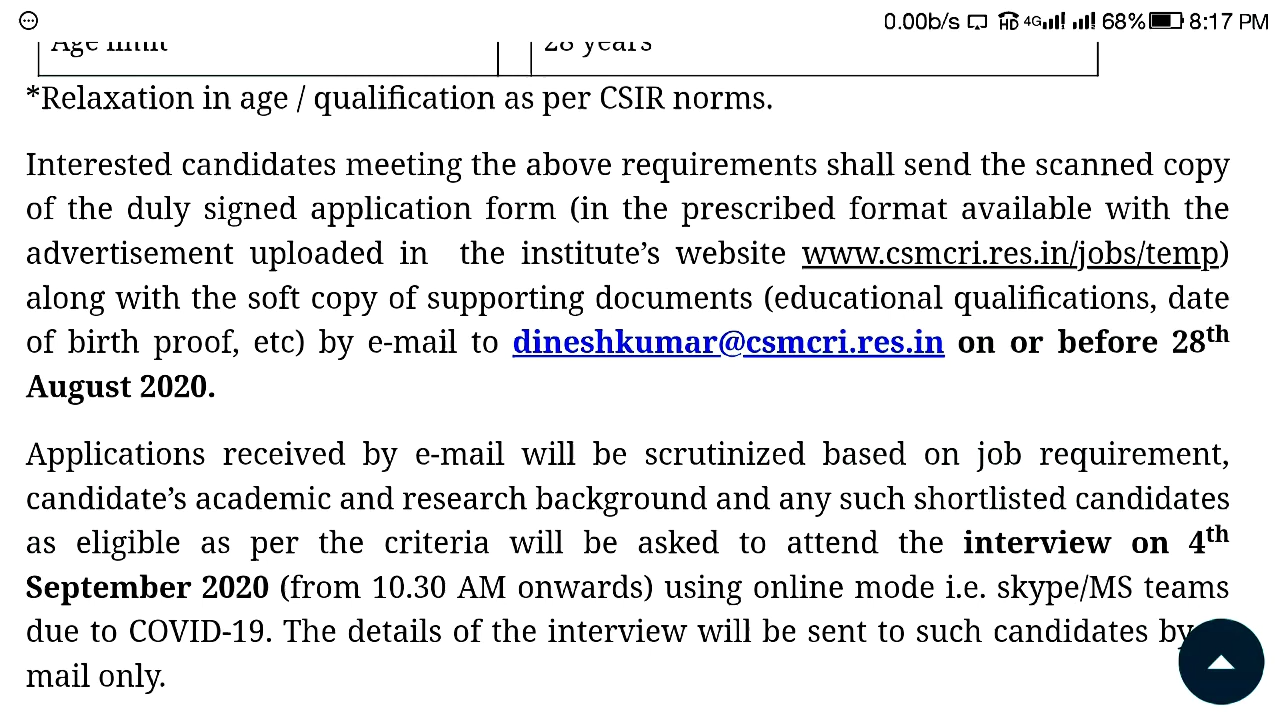 0.00b/s HD 4G 68% 8:17 PM
Age limit 28 years
*Relaxation in age / qualification as per CSIR norms.
Interested candidates meeting the above requirements shall send the scanned copy
of the duly signed application form (in the prescribed format available with the
advertisement uploaded in the institute’s website www.csmcri.res.in/jobs/temp)
along with the soft copy of supporting documents (educational qualifications, date
of birth proof, etc) by e-mail to dineshkumar@csmcri.res.in on or before 28th
August 2020.
Applications received by e-mail will be scrutinized based on job requirement,
candidate’s academic and research background and any such shortlisted candidates
as eligible as per the criteria will be asked to attend the interview on 4th
September 2020 (from 10.30 AM onwards) using online mode i.e. skype/MS teams
due to COVID-19. The details of the interview will be sent to such candidates by
mail only.